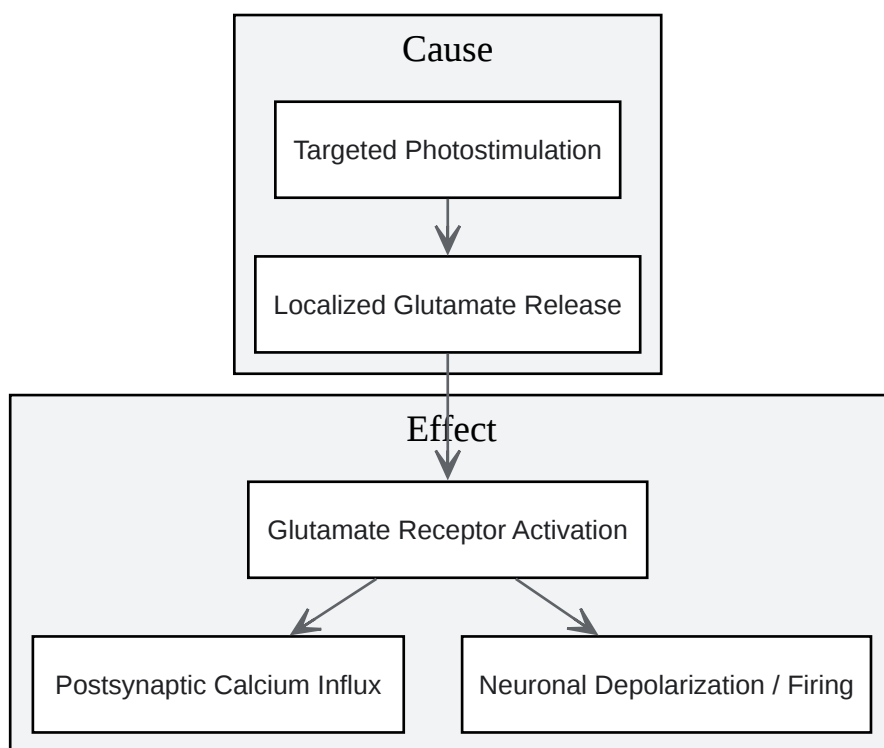 Cause
Targeted Photostimulation
Localized Glutamate Release
Effect
Glutamate Receptor Activation
Postsynaptic Calcium Influx
Neuronal Depolarization / Firing